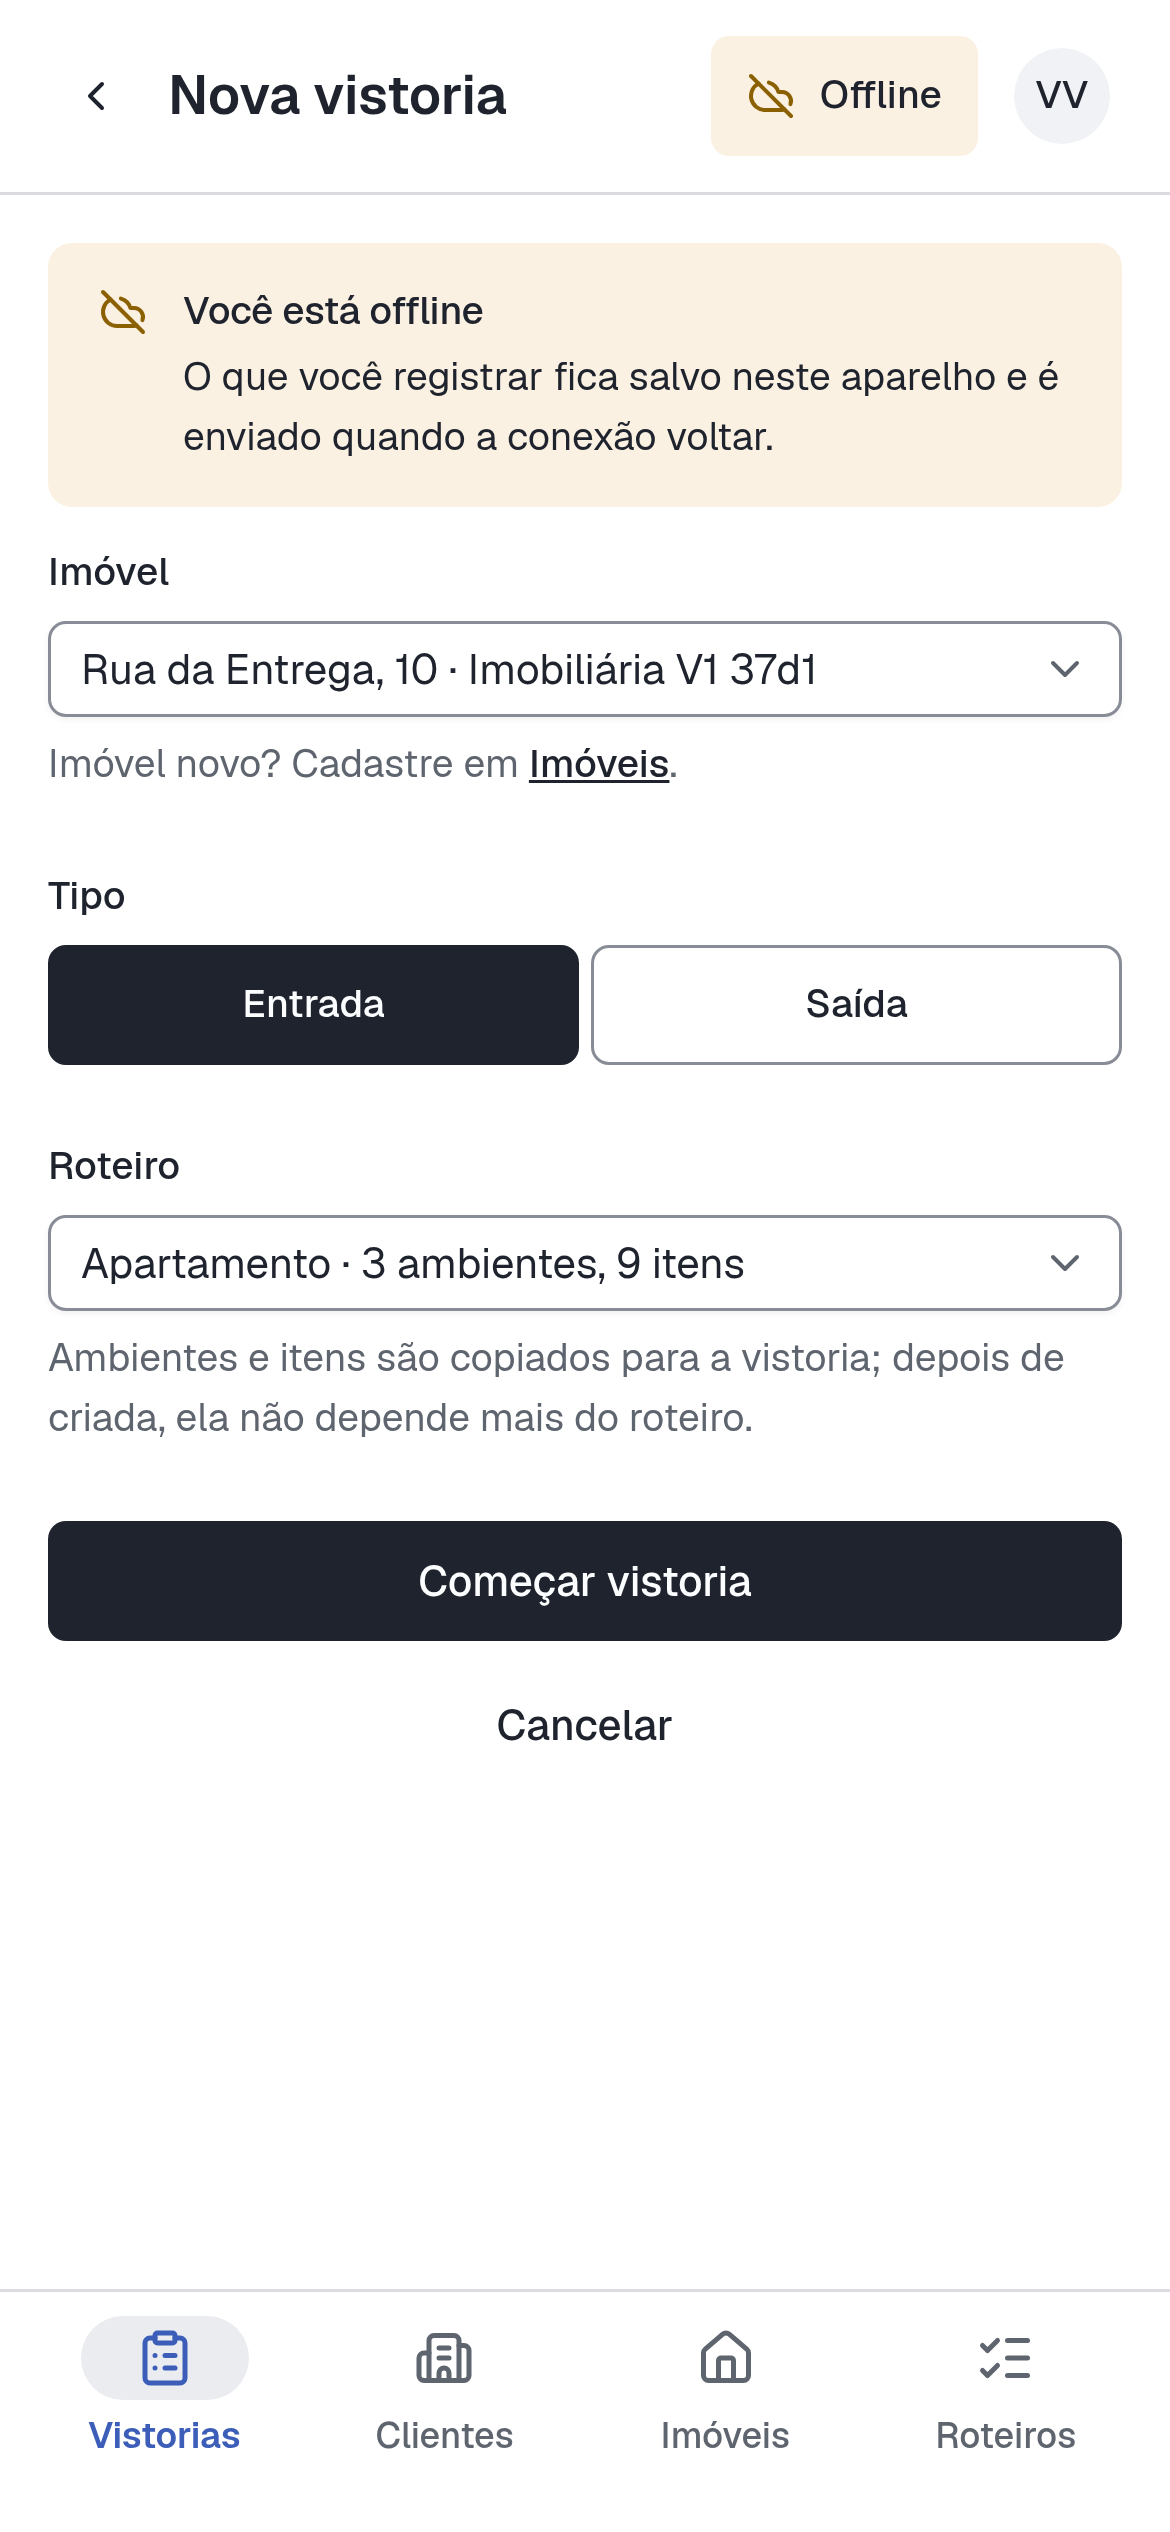 Nova vistoria
Offline
VV
Você está offline
O que você registrar fica salvo neste aparelho e é
enviado quando a conexão voltar.
Imóvel
Rua da Entrega, 10 · Imobiliária V1 37d1
Imóvel novo? Cadastre em Imóveis.
Tipo
Entrada
Saída
Roteiro
Apartamento · 3 ambientes, 9 itens
Ambientes e itens são copiados para a vistoria; depois de
criada, ela não depende mais do roteiro.
Começar vistoria
Cancelar
Vistorias
Clientes
Imóveis
Roteiros